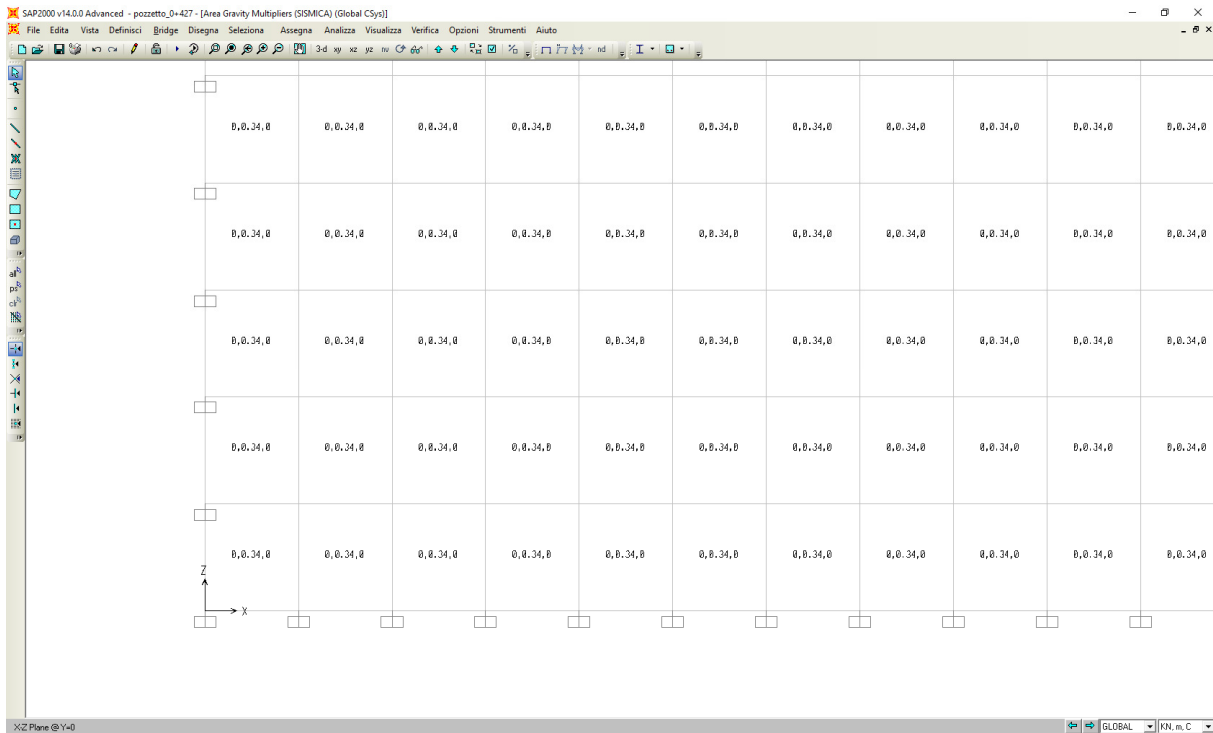 SAP2000 v14.0.0 Advanced - pozzetto_0+427 - [Area Gravity Multipliers (SISMICA) (Global CSys)]
File Edita Vista Definisci Bridge Disegna Seleziona Assegna Analizza Visualizza Verifica Opzioni Strumenti Aiuto
3-d xy xz yz nv nd
all
ps
clr
0,0.34,0 0,0.34,0 0,0.34,0 0,0.34,0 0,0.34,0 0,0.34,0 0,0.34,0 0,0.34,0 0,0.34,0 0,0.34,0 0,0.34,0
0,0.34,0 0,0.34,0 0,0.34,0 0,0.34,0 0,0.34,0 0,0.34,0 0,0.34,0 0,0.34,0 0,0.34,0 0,0.34,0 0,0.34,0
0,0.34,0 0,0.34,0 0,0.34,0 0,0.34,0 0,0.34,0 0,0.34,0 0,0.34,0 0,0.34,0 0,0.34,0 0,0.34,0 0,0.34,0
0,0.34,0 0,0.34,0 0,0.34,0 0,0.34,0 0,0.34,0 0,0.34,0 0,0.34,0 0,0.34,0 0,0.34,0 0,0.34,0 0,0.34,0
0,0.34,0 0,0.34,0 0,0.34,0 0,0.34,0 0,0.34,0 0,0.34,0 0,0.34,0 0,0.34,0 0,0.34,0 0,0.34,0 0,0.34,0
Z
X
X-Z Plane @ Y=0 GLOBAL KN, m, C